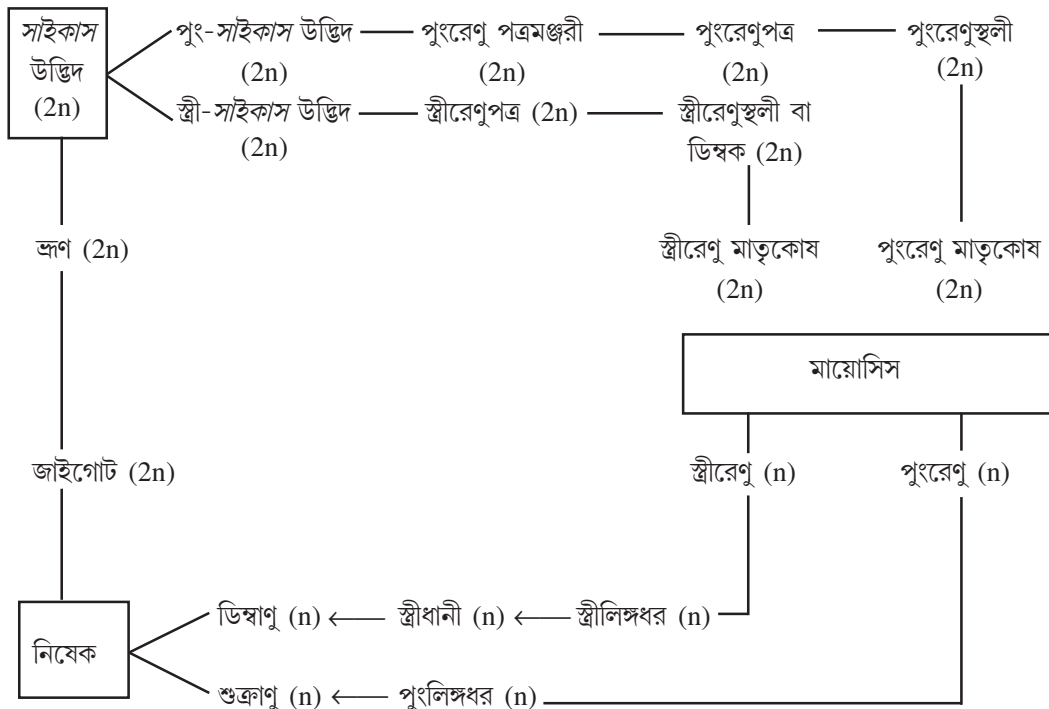 সাইকাস
উদ্ভিদ
(2n)
পুং-সাইকাস উদ্ভিদ
(2n)
পুংরেণু পত্রমঞ্জরী
(2n)
পুংরেণুপত্র
(2n)
পুংরেণুস্থলী
(2n)
স্ত্রী-সাইকাস উদ্ভিদ
(2n)
স্ত্রীরেণুপত্র (2n)
স্ত্রীরেণুস্থলী বা
ডিম্বক (2n)
ভ্রূণ (2n)
স্ত্রীরেণু মাতৃকোষ
(2n)
পুংরেণু মাতৃকোষ
(2n)
মায়োসিস
জাইগোট (2n)
স্ত্রীরেণু (n)
পুংরেণু (n)
নিষেক
ডিম্বাণু (n) ← স্ত্রীধানী (n) ← স্ত্রীলিঙ্গধর (n)
শুক্রাণু (n) ← পুংলিঙ্গধর (n)